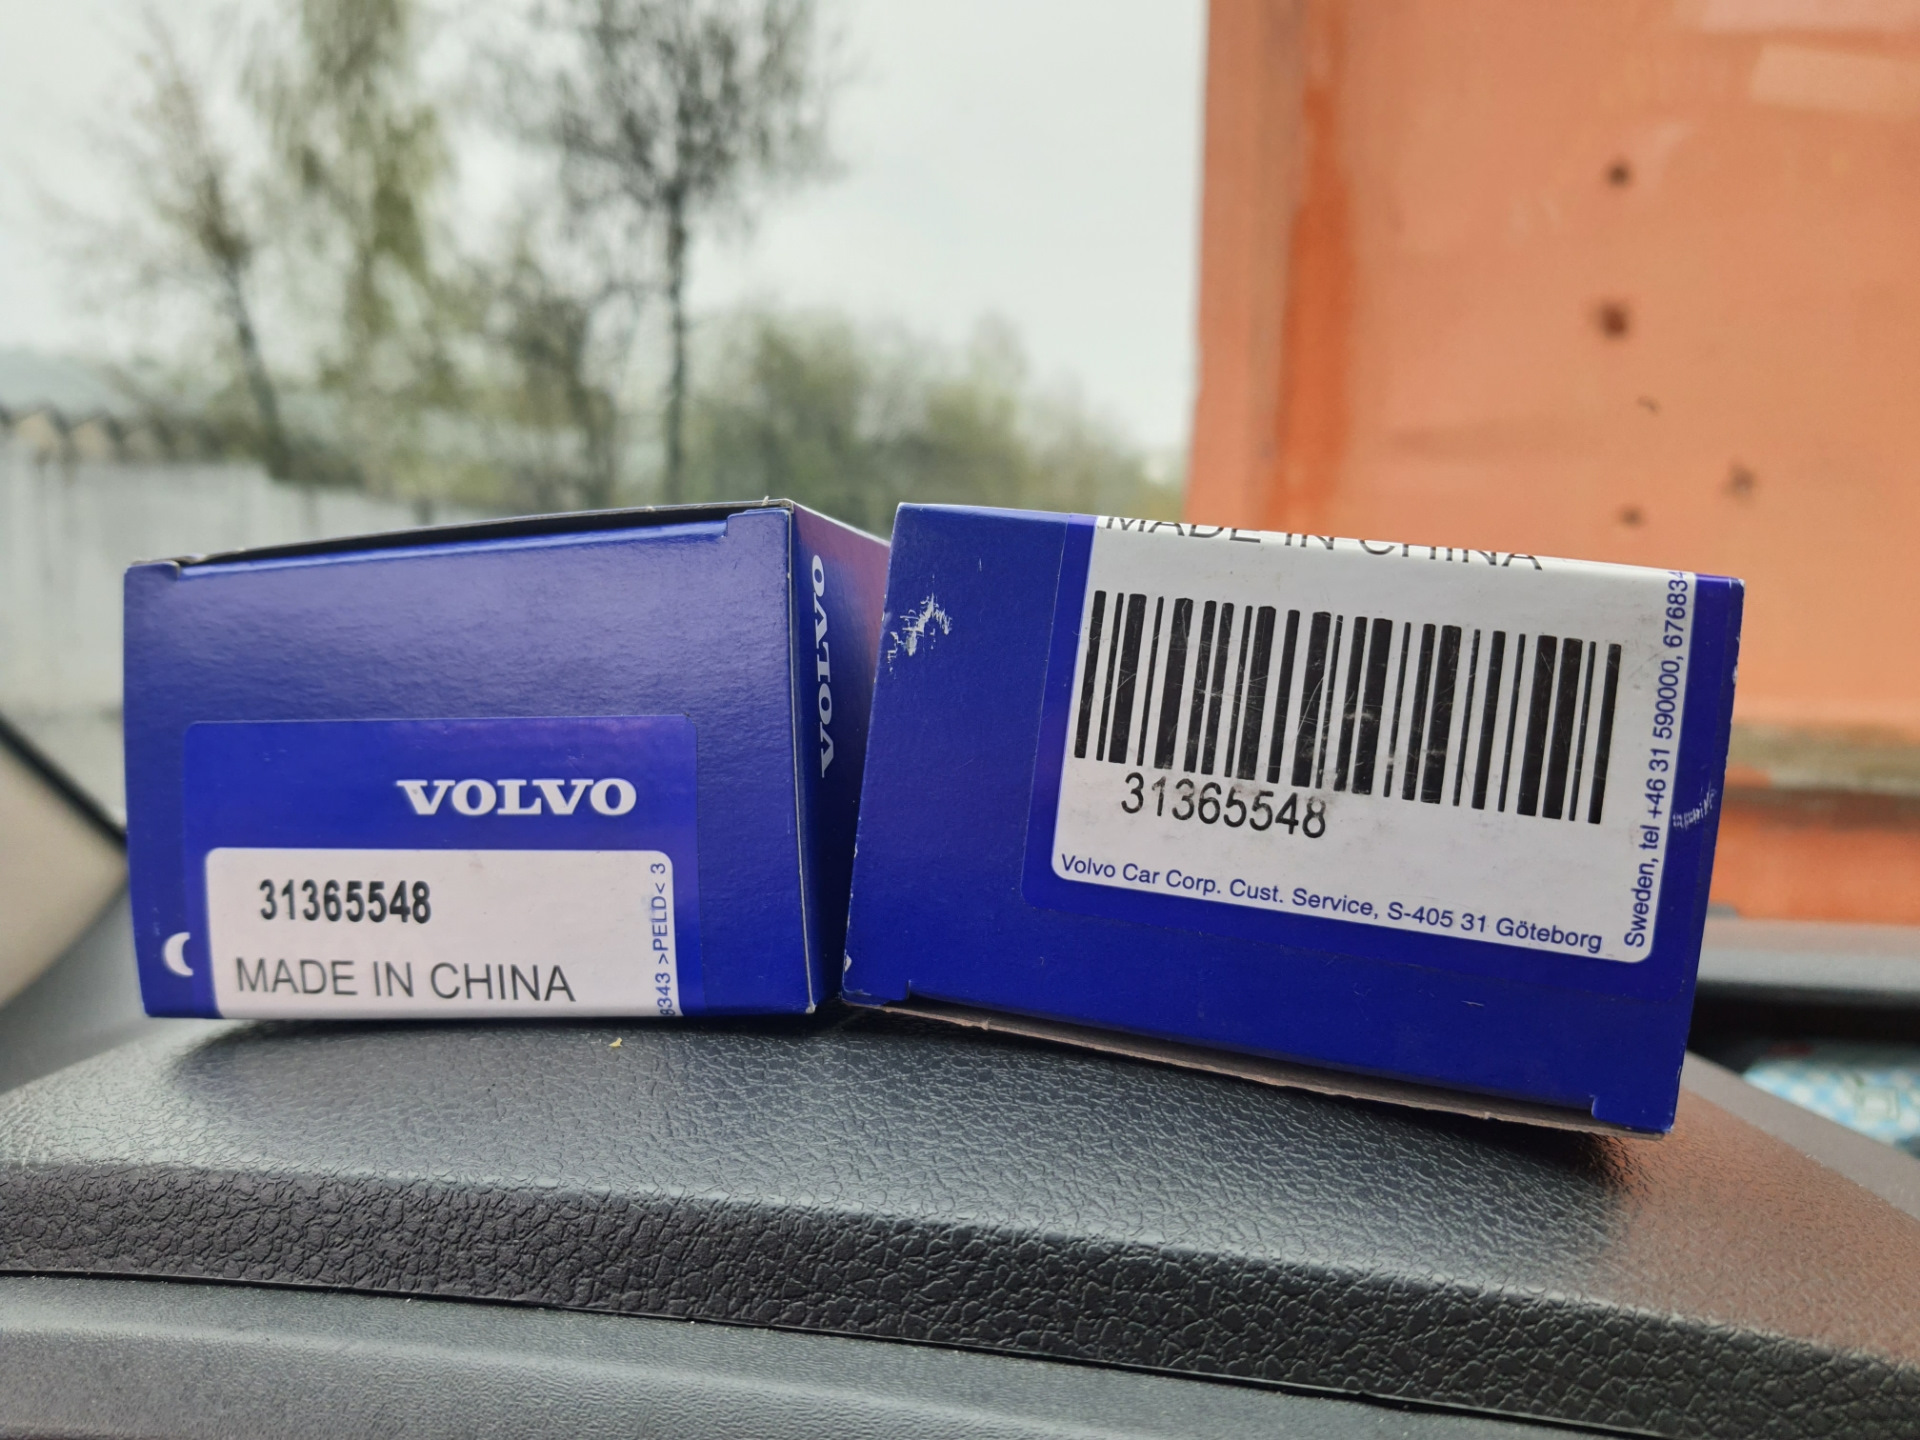 VOLVO
31365548
MADE IN CHINA
8343 >PELD< 3
VOLVO
MADE IN CHINA
31365548
Volvo Car Corp. Cust. Service, S-405 31 Göteborg
Sweden, tel +46 31 590000, 676834